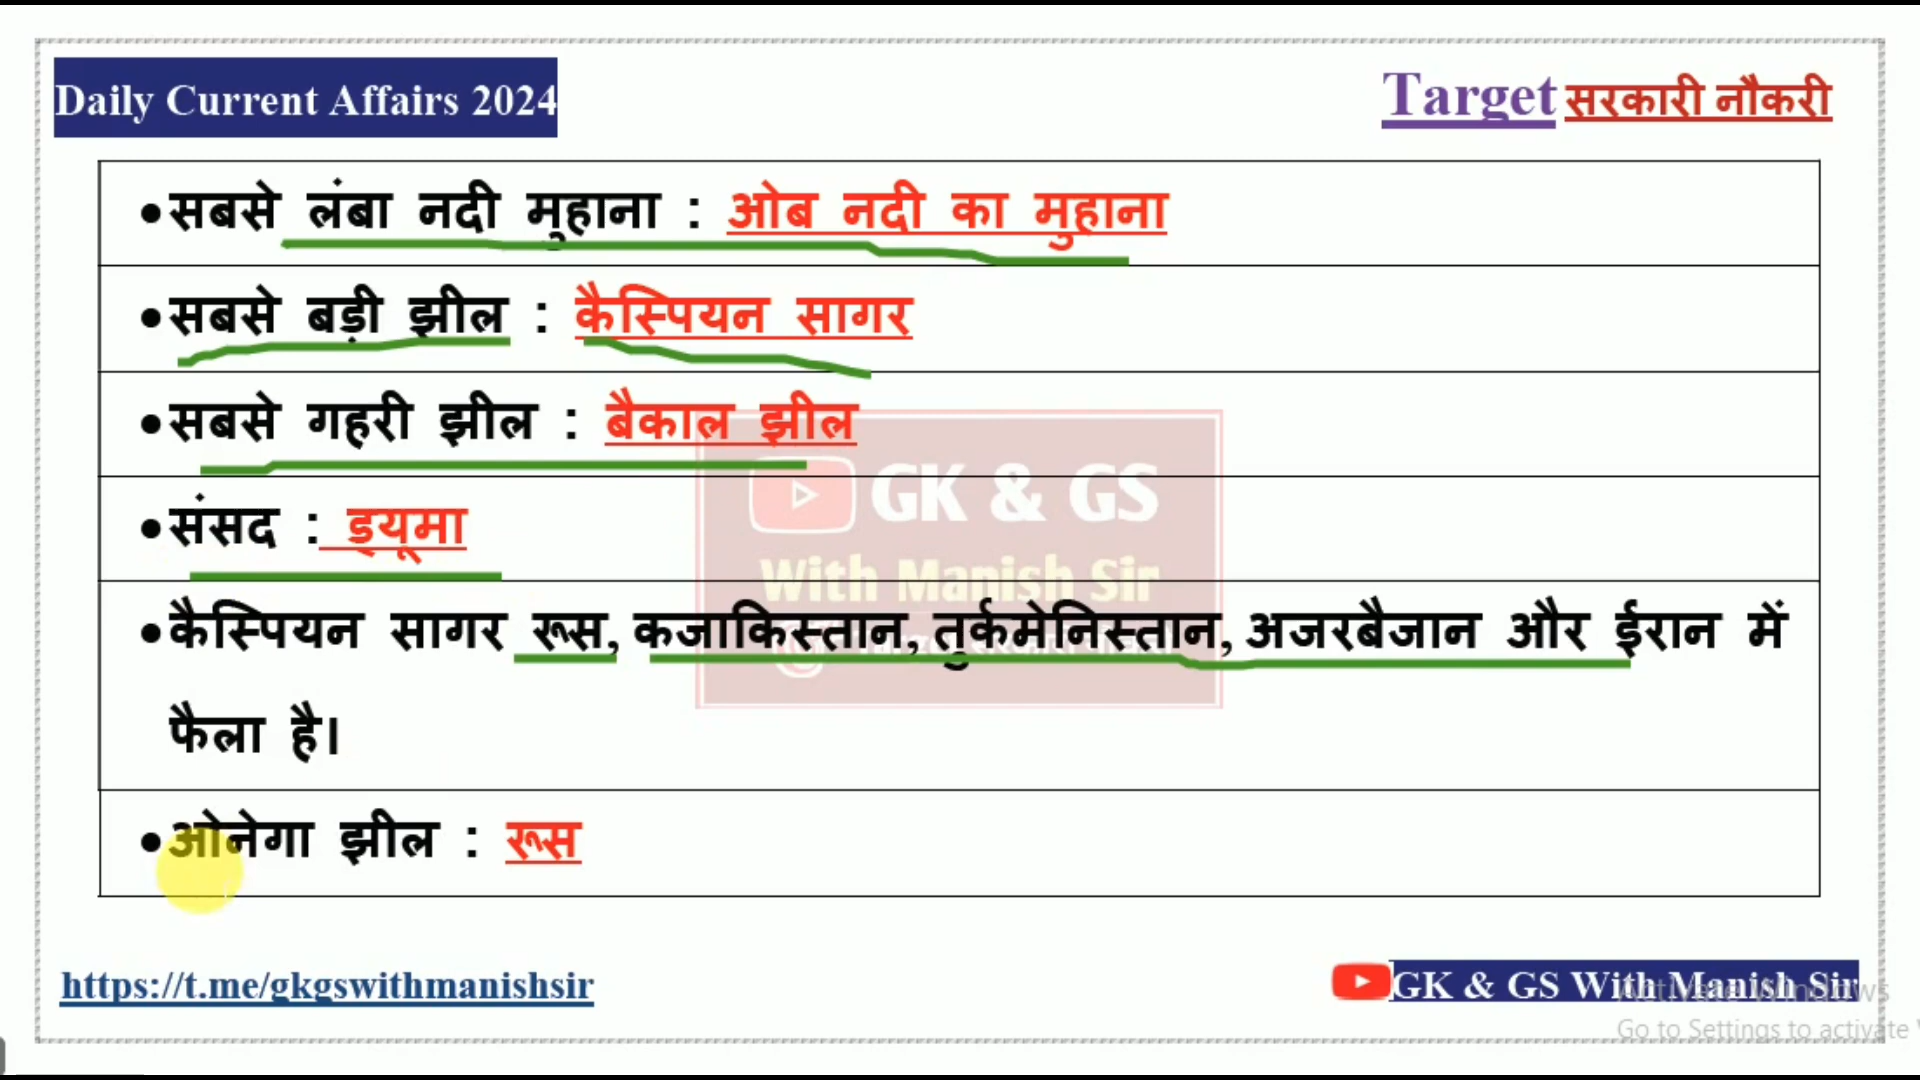 Daily Current Affairs 2024
Target सरकारी नौकरी
•सबसे लंबा नदी मुहाना : ओब नदी का मुहाना
•सबसे बड़ी झील : कैस्पियन सागर
•सबसे गहरी झील : बैकाल झील
•संसद : ड्यूमा
•कैस्पियन सागर रूस, कजाकिस्तान, तुर्कमेनिस्तान, अजरबैजान और ईरान में
फैला है।
•ओनेगा झील : रूस
GK & GS
With Manish Sir
https://t.me/gkgswithmanishsir
GK & GS With Manish Sir
Activate Windows
Go to Settings to activate